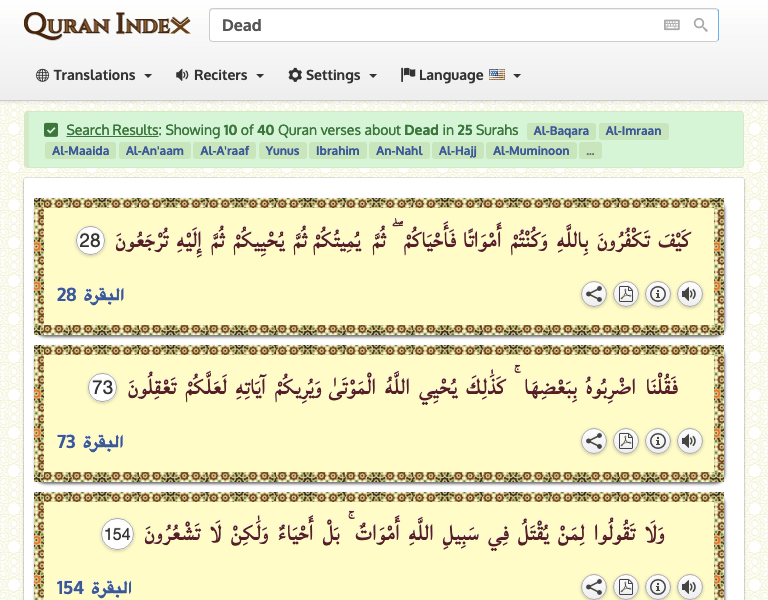 QURAN INDEX
Dead
Translations Reciters Settings Language
Search Results: Showing 10 of 40 Quran verses about Dead in 25 Surahs Al-Baqara Al-Imraan
Al-Maaida Al-An'aam Al-A'raaf Yunus Ibrahim An-Nahl Al-Hajj Al-Muminoon ...
كَيْفَ تَكْفُرُونَ بِاللَّهِ وَكُنْتُمْ أَمْوَاتًا فَأَحْيَاكُمْ ۖ ثُمَّ يُمِيتُكُمْ ثُمَّ يُحْيِيكُمْ ثُمَّ إِلَيْهِ تُرْجَعُونَ 28
البقرة 28
فَقُلْنَا اضْرِبُوهُ بِبَعْضِهَا ۚ كَذَٰلِكَ يُحْيِي اللَّهُ الْمَوْتَىٰ وَيُرِيكُمْ آيَاتِهِ لَعَلَّكُمْ تَعْقِلُونَ 73
البقرة 73
وَلَا تَقُولُوا لِمَنْ يُقْتَلُ فِي سَبِيلِ اللَّهِ أَمْوَاتٌ ۚ بَلْ أَحْيَاءٌ وَلَٰكِنْ لَا تَشْعُرُونَ 154
البقرة 154